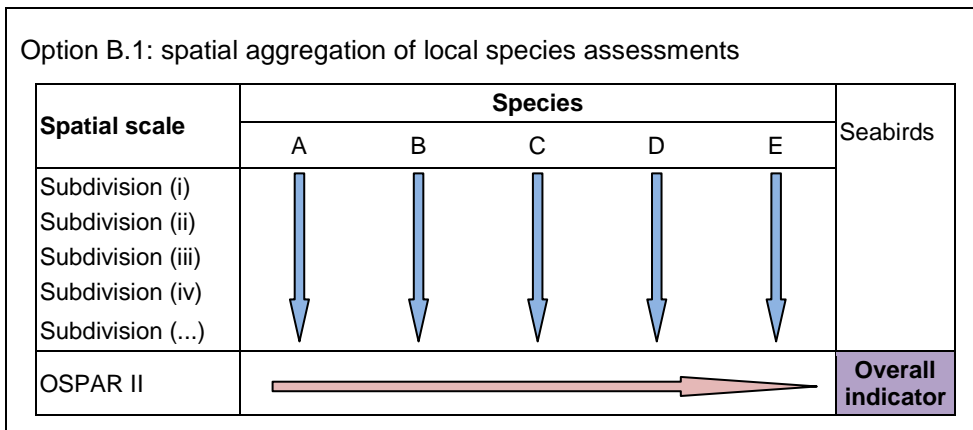 Option B.1: spatial aggregation of local species assessments
Spatial scale
Species
Seabirds
A B C D E
Subdivision (i)
Subdivision (ii)
Subdivision (iii)
Subdivision (iv)
Subdivision (...)
OSPAR II
Overall
indicator